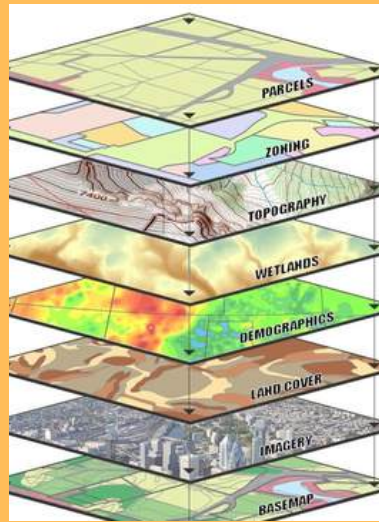 PARCELS
ZONING
7400
TOPOGRAPHY
WETLANDS
DEMOGRAPHICS
LAND COVER
IMAGERY
BASEMAP